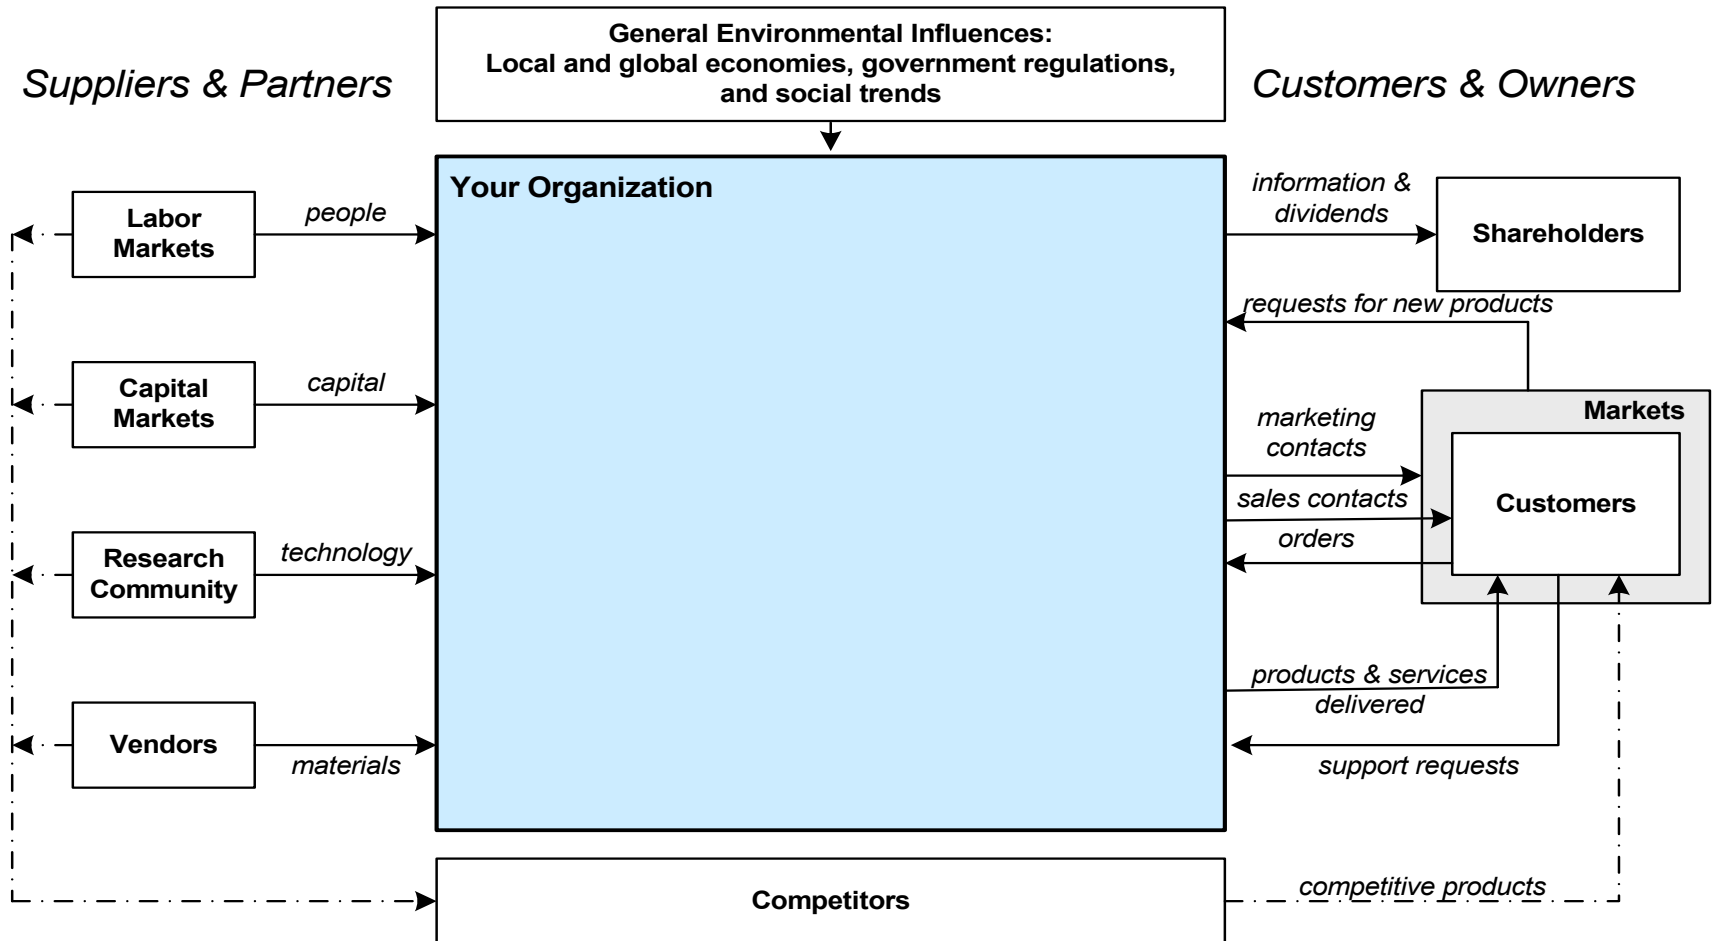 General Environmental Influences:
Local and global economies, government regulations,
and social trends
Suppliers & Partners
Customers & Owners
Your Organization
Labor
Markets
people
Capital
Markets
capital
Research
Community
technology
Vendors
materials
information &
dividends
Shareholders
requests for new products
Markets
marketing
contacts
sales contacts
Customers
orders
products & services
delivered
support requests
Competitors
competitive products